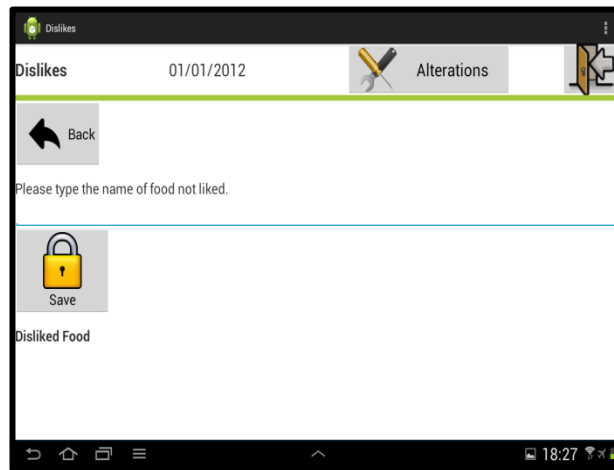 Dislikes
Dislikes 01/01/2012 Alterations
Back
Please type the name of food not liked.
Save
Disliked Food
18:27